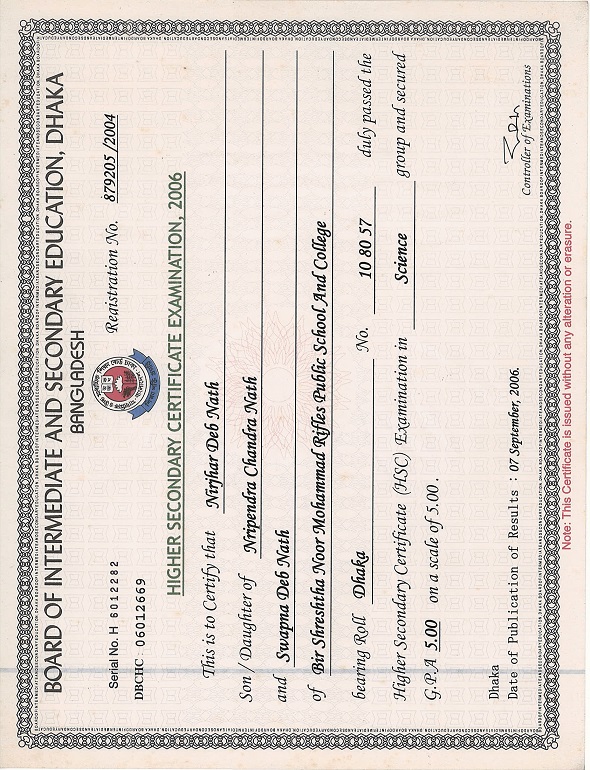 BOARD OF INTERMEDIATE AND SECONDARY EDUCATION, DHAKA
BANGLADESH
Serial No. H 6012282
Registration No. 879205 /2004
DBCHC : 06012669
HIGHER SECONDARY CERTIFICATE EXAMINATION, 2006
This is to Certify that Nirjhar Deb Nath
Son / Daughter of Nripendra Chandra Nath
and Swapna Deb Nath
of Bir Shreshtha Noor Mohammad Rifles Public School And College
bearing Roll Dhaka No. 10 80 57 duly passed the
Higher Secondary Certificate (HSC) Examination in Science group and secured
G.P.A 5.00 on a scale of 5.00 .
Dhaka
Date of Publication of Results : 07 September, 2006.
Controller of Examinations
Note: This Certificate is issued without any alteration or erasure.